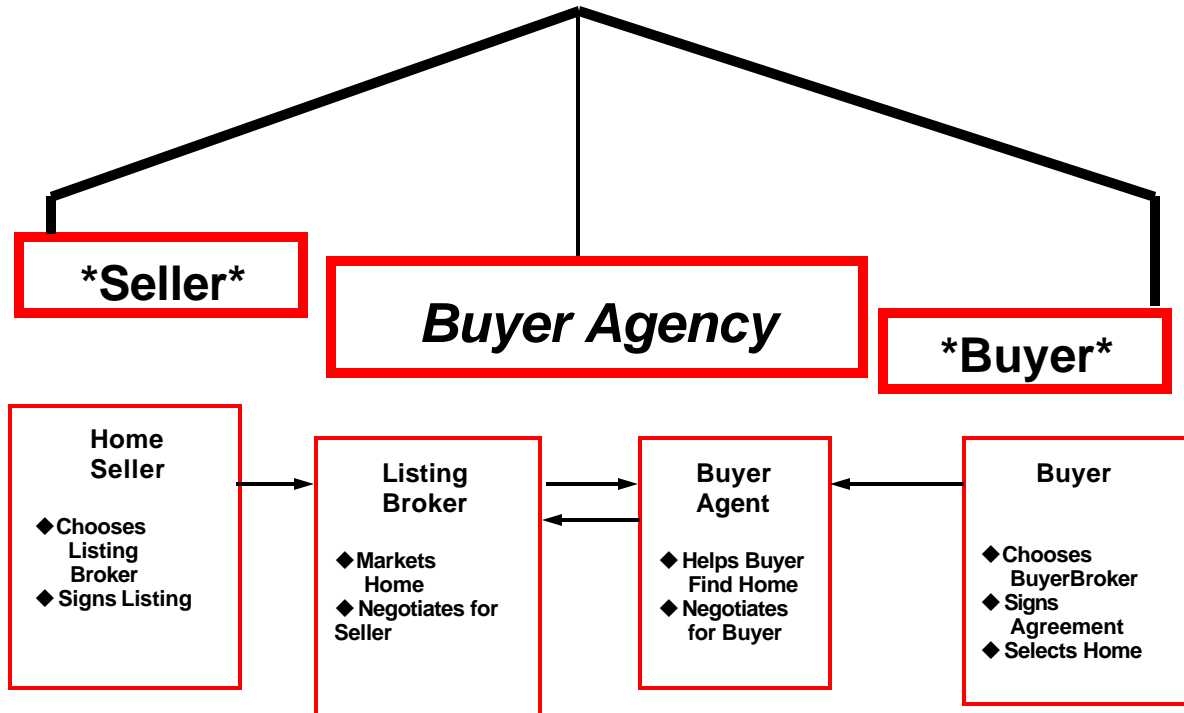 *Seller*
Buyer Agency
*Buyer*
Home
Seller
◆Chooses
Listing
Broker
◆ Signs Listing
Listing
Broker
◆Markets
Home
◆Negotiates for
Seller
Buyer
Agent
◆ Helps Buyer
Find Home
◆ Negotiates
for Buyer
Buyer
◆ Chooses
BuyerBroker
◆ Signs
Agreement
◆ Selects Home